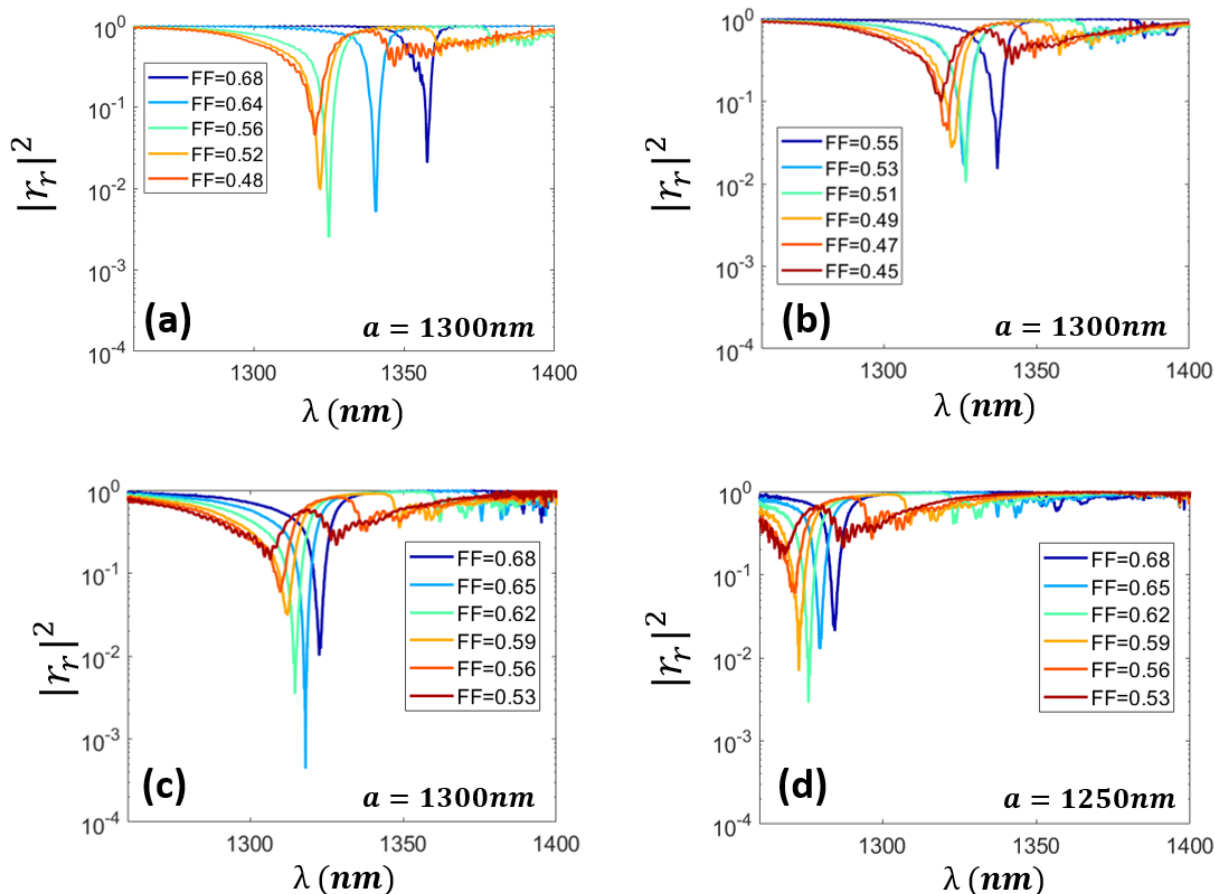 10^0
10^-1
10^-2
10^-3
10^-4
|r_r|^2
FF=0.68
FF=0.64
FF=0.56
FF=0.52
FF=0.48
(a)
a = 1300nm
1300
1350
1400
λ (nm)
10^0
10^-1
10^-2
10^-3
10^-4
|r_r|^2
FF=0.55
FF=0.53
FF=0.51
FF=0.49
FF=0.47
FF=0.45
(b)
a = 1300nm
1300
1350
1400
λ (nm)
10^0
10^-1
10^-2
10^-3
10^-4
|r_r|^2
FF=0.68
FF=0.65
FF=0.62
FF=0.59
FF=0.56
FF=0.53
(c)
a = 1300nm
1300
1350
1400
λ (nm)
10^0
10^-1
10^-2
10^-3
10^-4
|r_r|^2
FF=0.68
FF=0.65
FF=0.62
FF=0.59
FF=0.56
FF=0.53
(d)
a = 1250nm
1300
1350
1400
λ (nm)